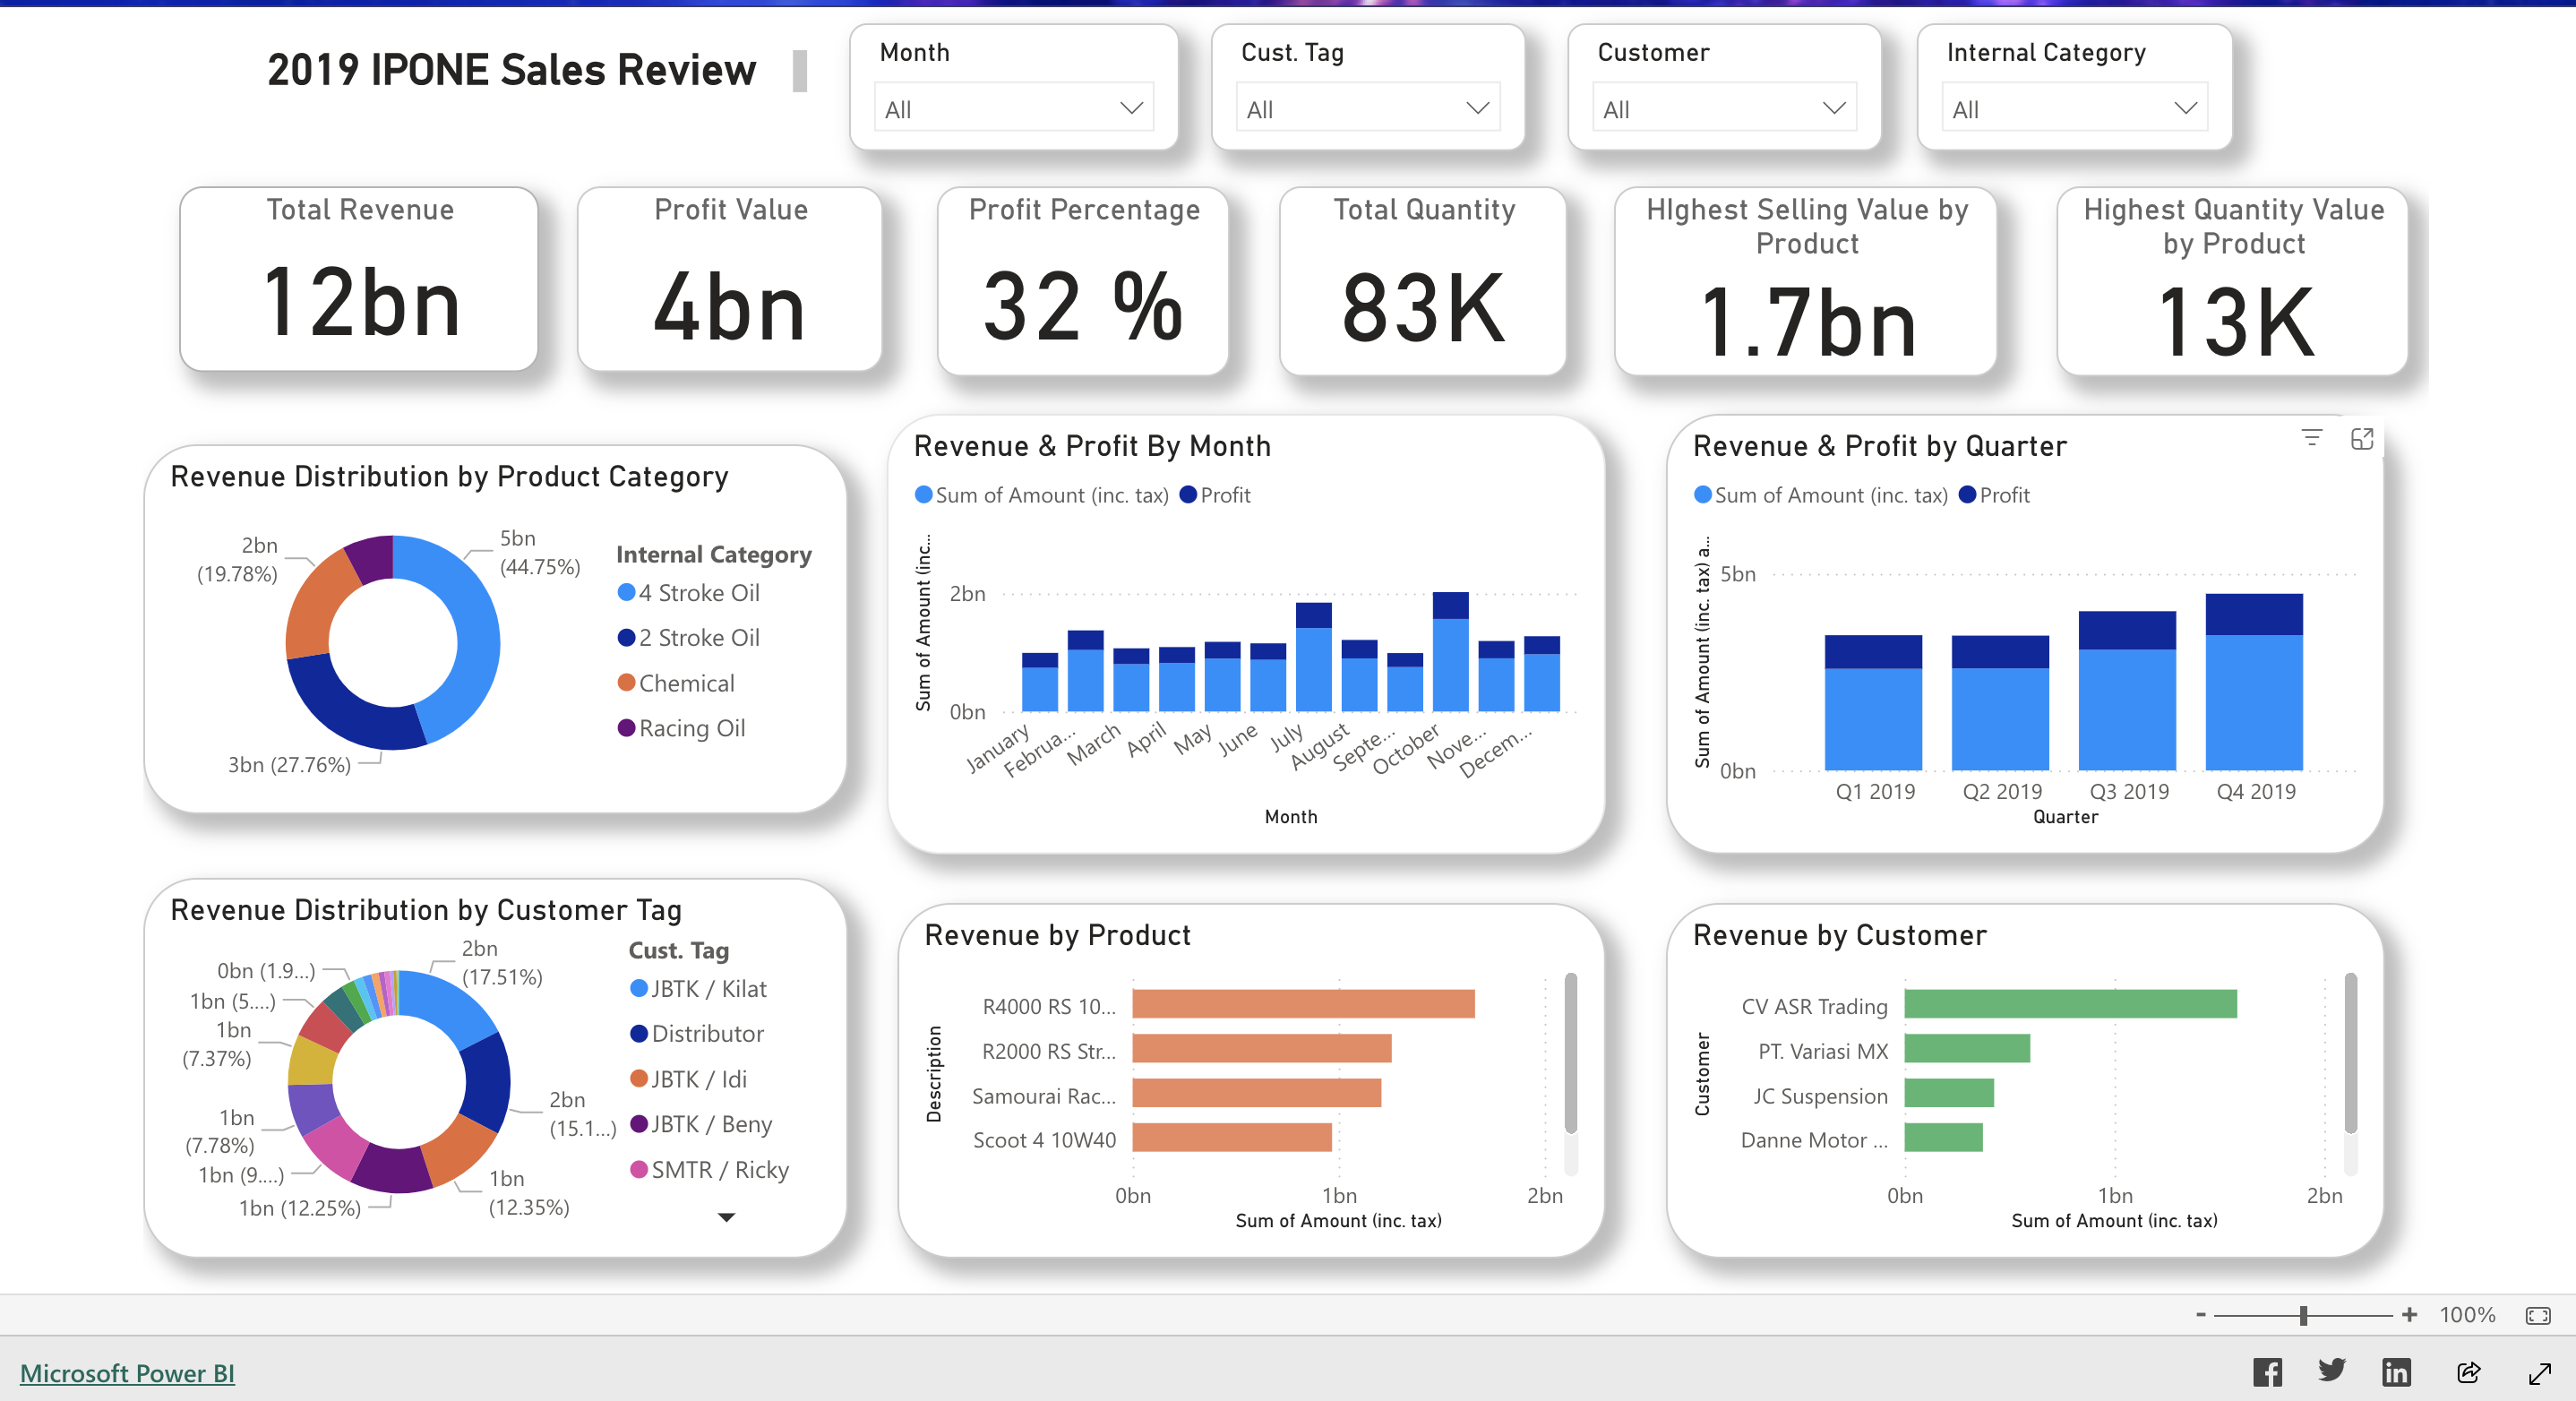 2019 IPONE Sales Review
Month
All
Cust. Tag
All
Customer
All
Internal Category
All
Total Revenue
12bn
Profit Value
4bn
Profit Percentage
32 %
Total Quantity
83K
HIghest Selling Value by
Product
1.7bn
Highest Quantity Value
by Product
13K
Revenue Distribution by Product Category
2bn
(19.78%)
5bn
(44.75%)
3bn (27.76%)
Internal Category
4 Stroke Oil
2 Stroke Oil
Chemical
Racing Oil
Revenue & Profit By Month
Sum of Amount (inc. tax)
Profit
Sum of Amount (inc...
2bn
0bn
January
Februa...
March
April
May
June
July
August
Septe...
October
Nove...
Decem...
Month
Revenue & Profit by Quarter
Sum of Amount (inc. tax)
Profit
Sum of Amount (inc. tax) a...
5bn
0bn
Q1 2019
Q2 2019
Q3 2019
Q4 2019
Quarter
Revenue Distribution by Customer Tag
0bn (1.9...)
1bn (5....)
1bn
(7.37%)
1bn
(7.78%)
1bn (9....)
1bn (12.25%)
2bn
(17.51%)
2bn
(15.1...)
1bn
(12.35%)
Cust. Tag
JBTK / Kilat
Distributor
JBTK / Idi
JBTK / Beny
SMTR / Ricky
Revenue by Product
Description
R4000 RS 10...
R2000 RS Str...
Samourai Rac...
Scoot 4 10W40
0bn
1bn
2bn
Sum of Amount (inc. tax)
Revenue by Customer
Customer
CV ASR Trading
PT. Variasi MX
JC Suspension
Danne Motor ...
0bn
1bn
2bn
Sum of Amount (inc. tax)
- + 100%
Microsoft Power BI